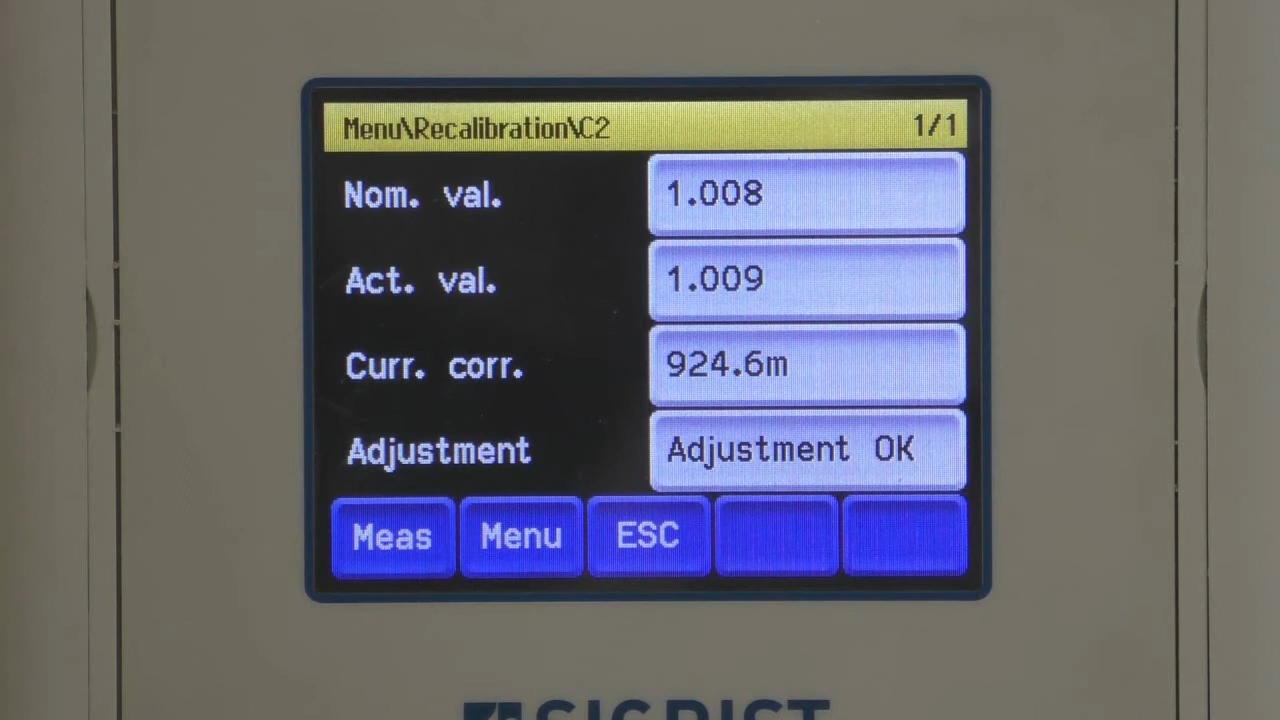 Menu\Recalibration\C2 1/1
Nom. val. 1.008
Act. val. 1.009
Curr. corr. 924.6m
Adjustment Adjustment OK
Meas Menu ESC
SIGRIST